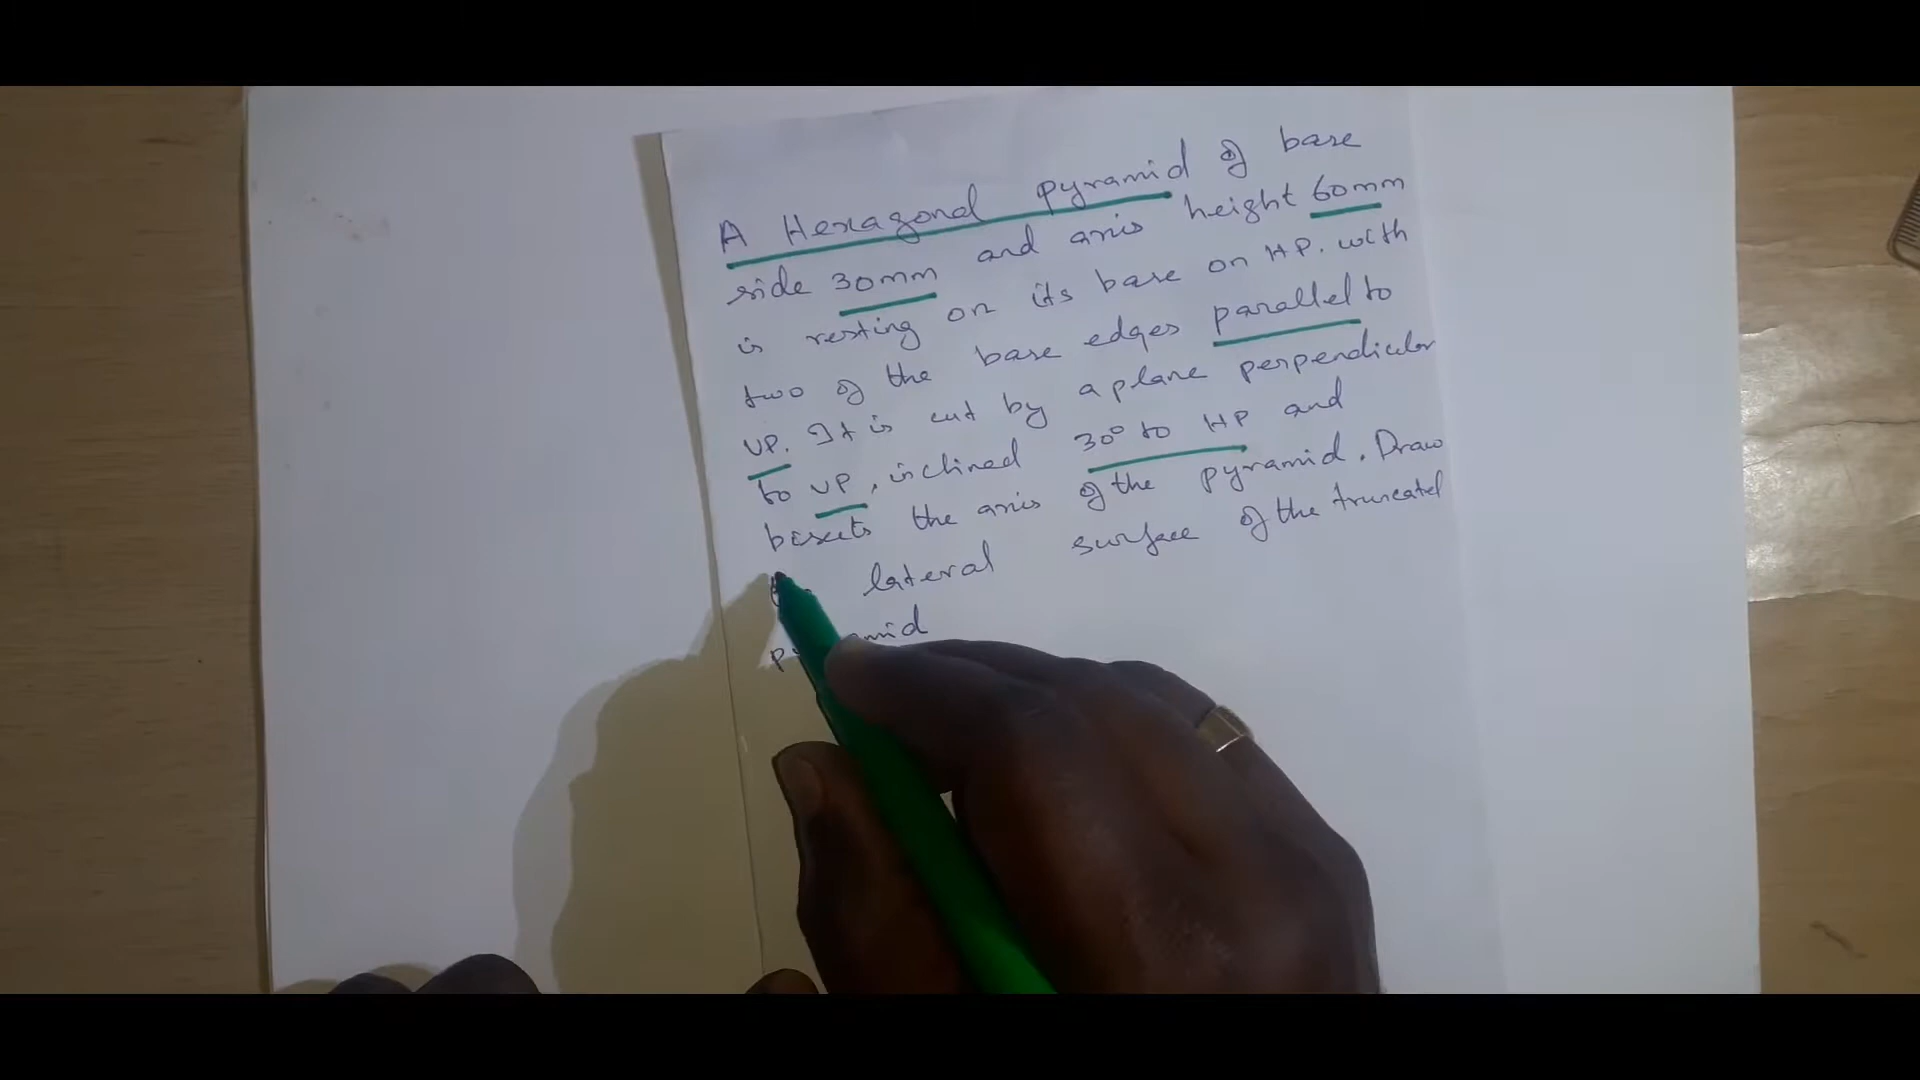 A Hexagonal pyramid of base
side 30mm and axis height 60mm
is resting on its base on HP. with
two of the base edges parallel to
VP. It is cut by a plane perpendicular
to VP, inclined 30° to HP and
bisects the axis of the pyramid. Draw
lateral surface of the truncated